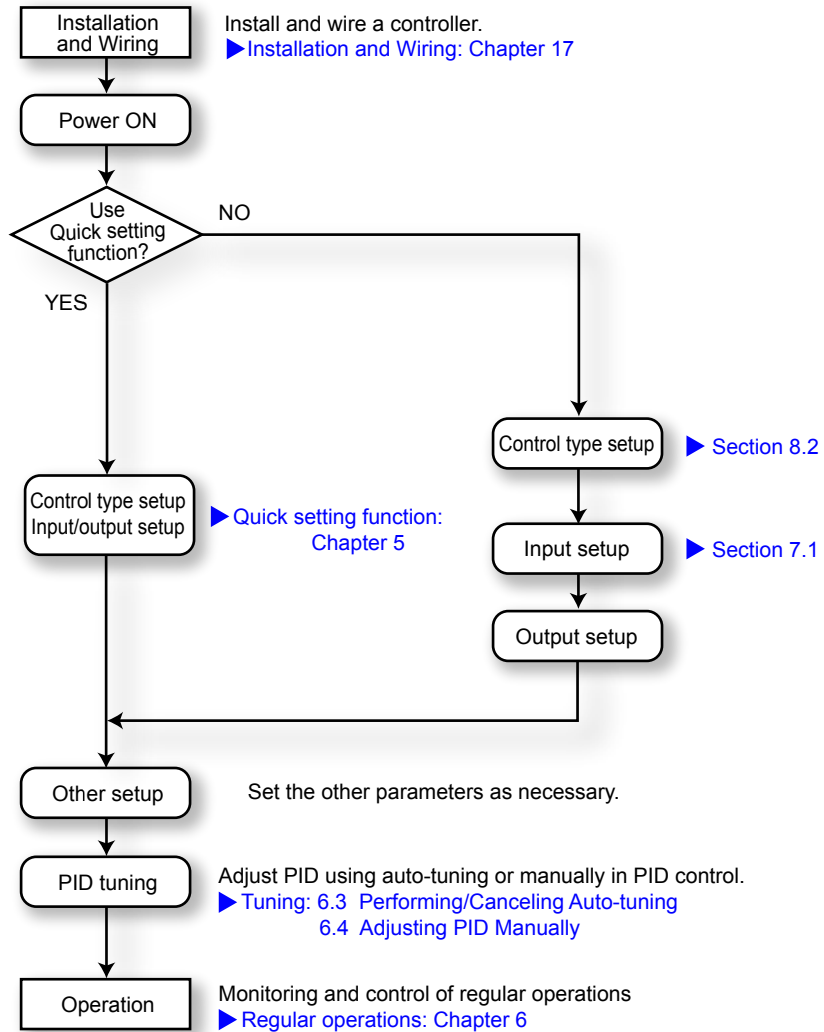 Installation
and Wiring
Install and wire a controller.
▶Installation and Wiring: Chapter 17
Power ON
Use
Quick setting
function?
NO
YES
Control type setup
▶ Section 8.2
Control type setup
Input/output setup
▶Quick setting function:
Chapter 5
Input setup
▶ Section 7.1
Output setup
Other setup
Set the other parameters as necessary.
PID tuning
Adjust PID using auto-tuning or manually in PID control.
▶Tuning: 6.3 Performing/Canceling Auto-tuning
6.4 Adjusting PID Manually
Operation
Monitoring and control of regular operations
▶Regular operations: Chapter 6